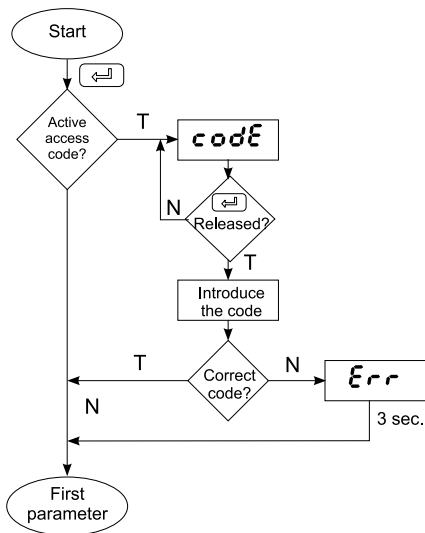 Start
Active
access
code?
T
codE
N
Released?
T
Introduce
the code
T
Correct
code?
N
Err
N
3 sec.
First
parameter